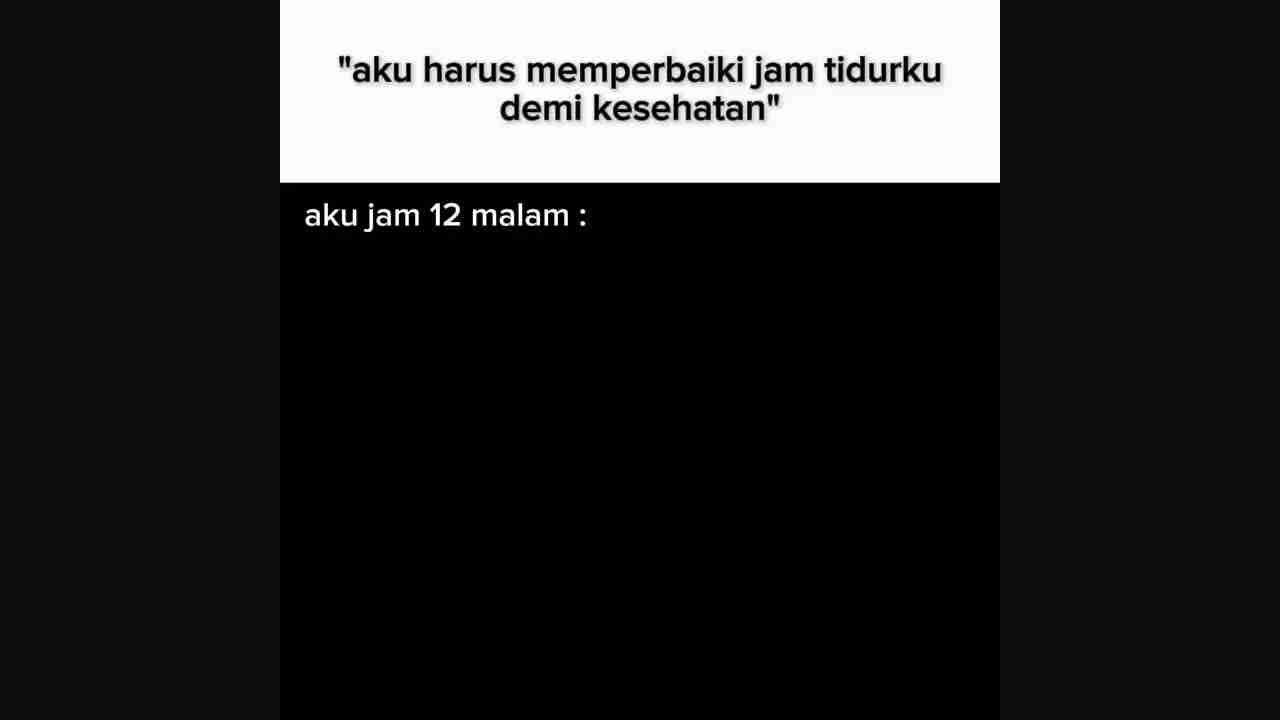 "aku harus memperbaiki jam tidurku
demi kesehatan"
aku jam 12 malam :